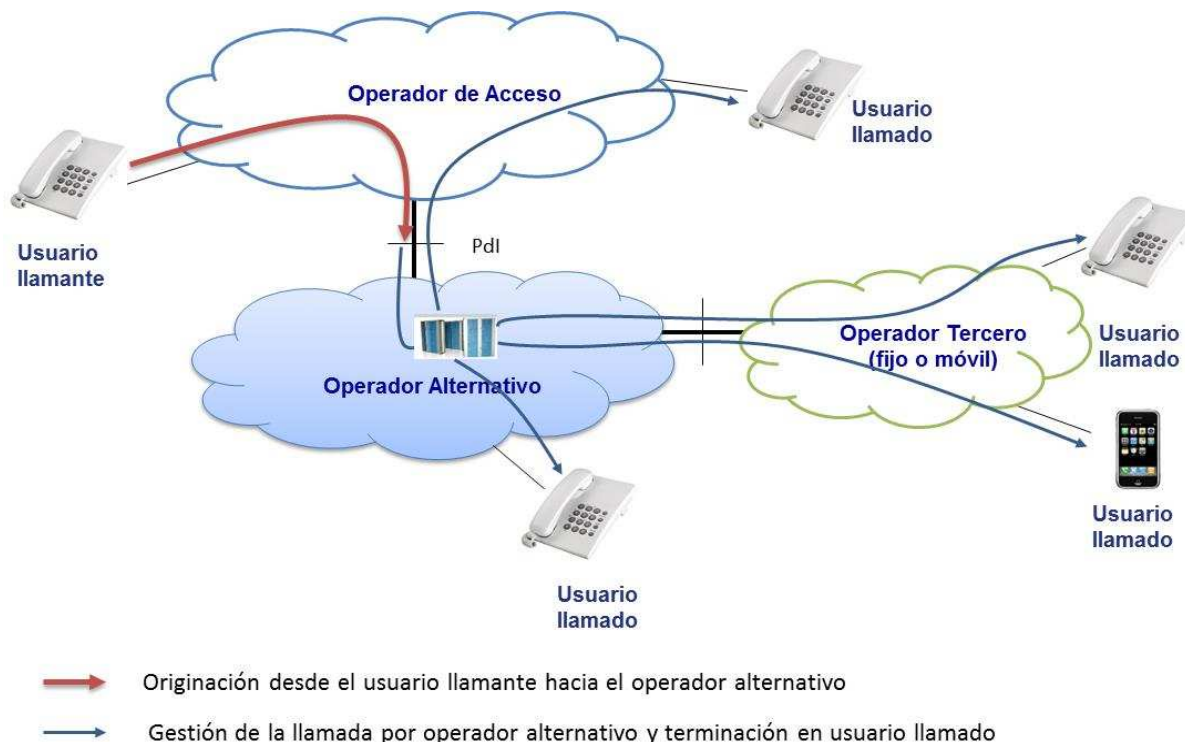 Operador de Acceso
Usuario
llamado
Usuario
llamante
PdI
Operador Alternativo
Operador Tercero
(fijo o móvil)
Usuario
llamado
Usuario
llamado
Usuario
llamado
Originación desde el usuario llamante hacia el operador alternativo
Gestión de la llamada por operador alternativo y terminación en usuario llamado